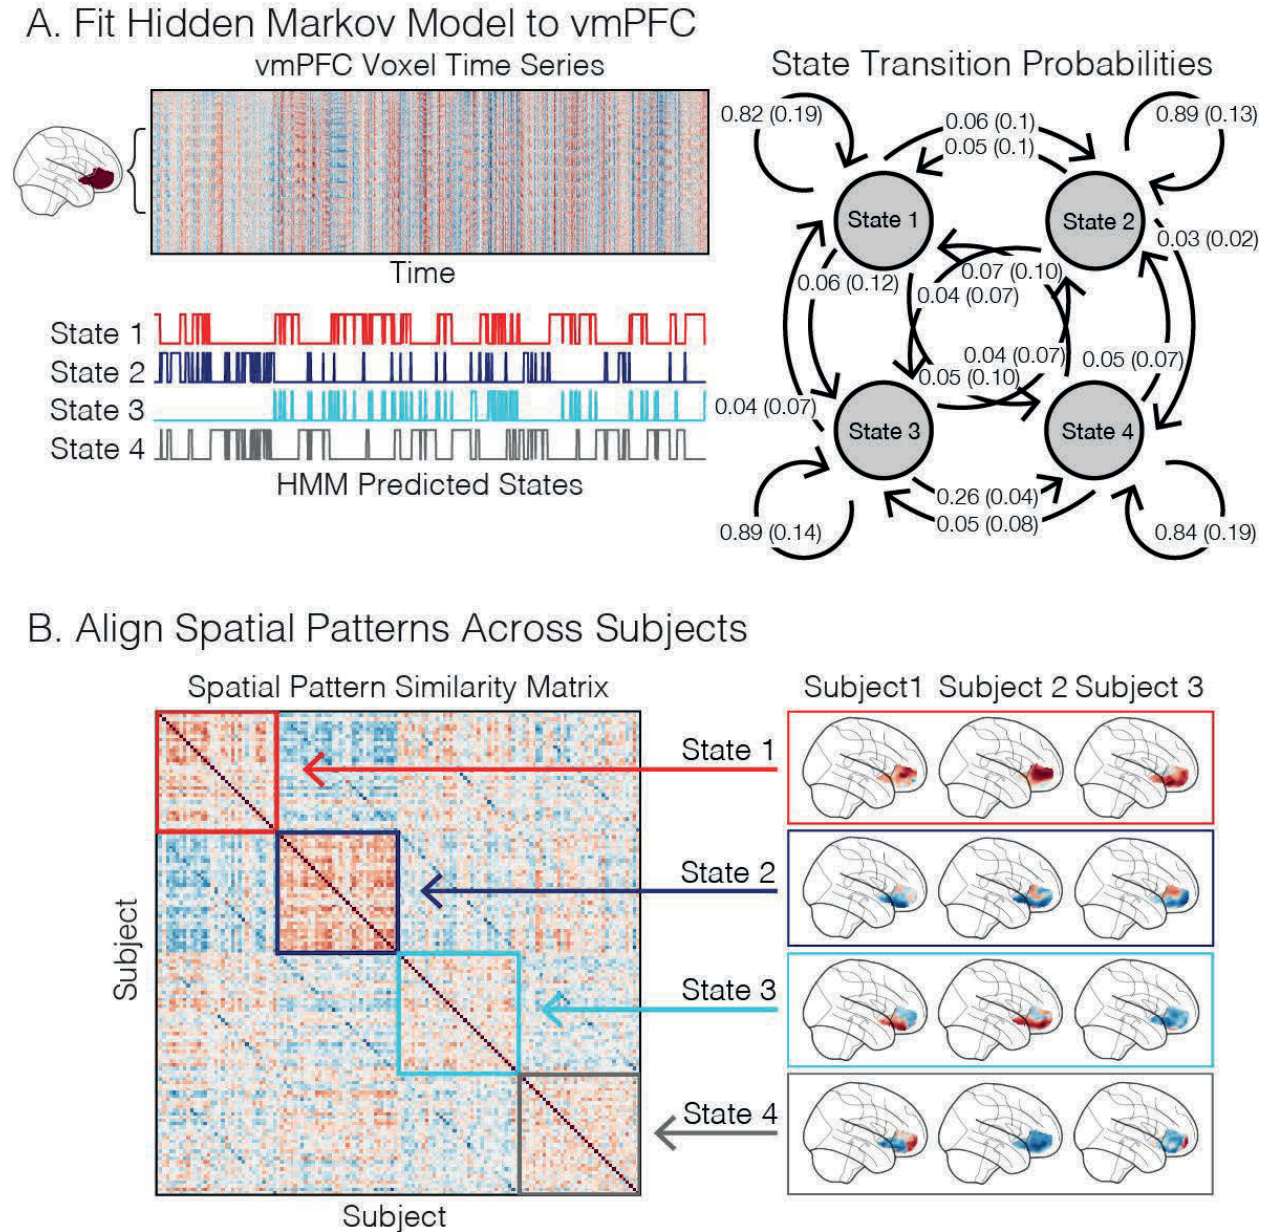 A. Fit Hidden Markov Model to vmPFC
vmPFC Voxel Time Series
Time
State 1
State 2
State 3
State 4
HMM Predicted States
State Transition Probabilities
0.82 (0.19)
0.06 (0.1)
0.05 (0.1)
0.89 (0.13)
State 1
State 2
0.03 (0.02)
0.07 (0.10)
0.06 (0.12)
0.04 (0.07)
0.04 (0.07)
0.05 (0.07)
0.05 (0.10)
0.04 (0.07)
State 3
State 4
0.26 (0.04)
0.05 (0.08)
0.89 (0.14)
0.84 (0.19)
B. Align Spatial Patterns Across Subjects
Spatial Pattern Similarity Matrix
Subject1 Subject 2 Subject 3
State 1
State 2
State 3
State 4
Subject
Subject